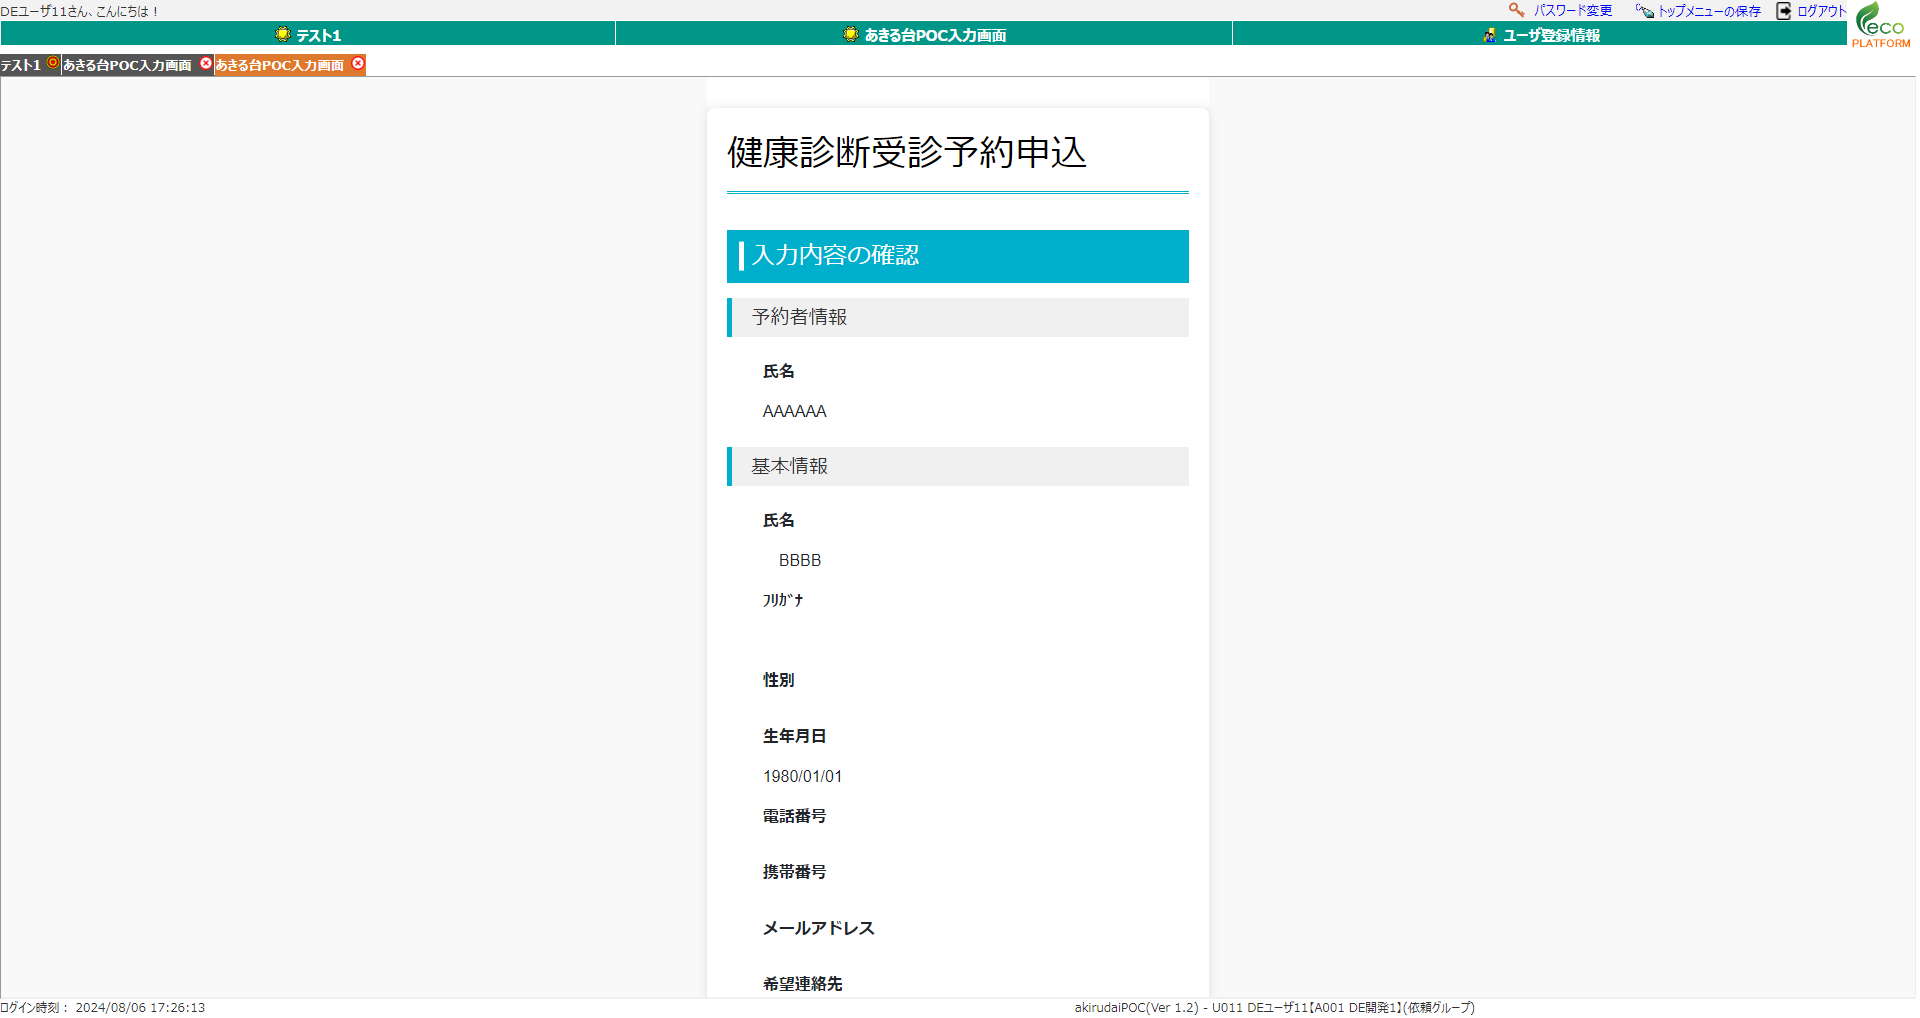 DEユーザ11さん、こんにちは！
パスワード変更
トップメニューの保存
ログアウト
eco
PLATFORM
テスト1
あきる台POC入力画面
ユーザ登録情報
テスト1
あきる台POC入力画面
あきる台POC入力画面
健康診断受診予約申込
入力内容の確認
予約者情報
氏名
AAAAAA
基本情報
氏名
BBBB
ﾌﾘｶﾞﾅ
性別
生年月日
1980/01/01
電話番号
携帯番号
メールアドレス
希望連絡先
ログイン時刻： 2024/08/06 17:26:13
akirudaiPOC(Ver 1.2) - U011 DEユーザ11【A001 DE開発1】(依頼グループ)